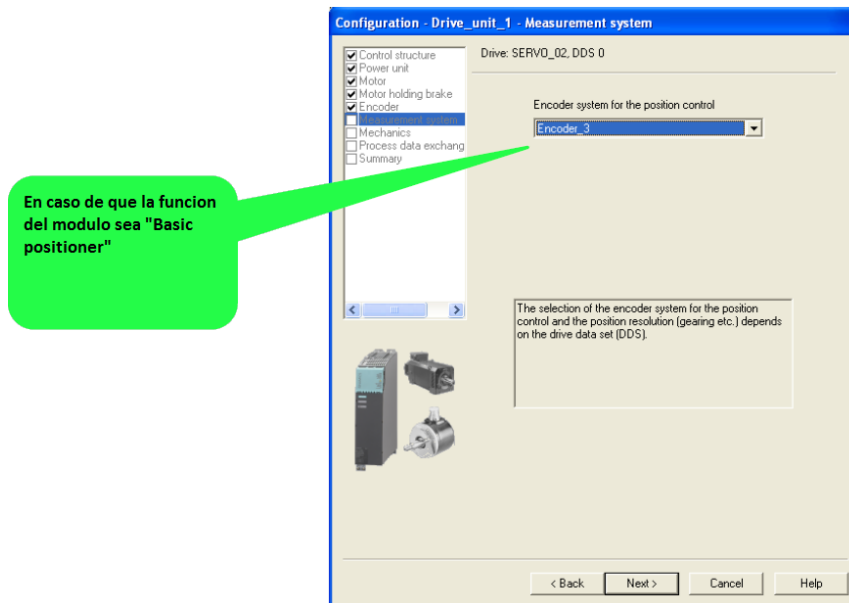 Configuration - Drive_unit_1 - Measurement system
Control structure
Power unit
Motor
Motor holding brake
Encoder
Measurement system
Mechanics
Process data exchang
Summary
Drive: SERVO_02, DDS 0
Encoder system for the position control
Encoder_3
En caso de que la funcion
del modulo sea "Basic
positioner"
The selection of the encoder system for the position
control and the position resolution (gearing etc.) depends
on the drive data set (DDS).
< Back
Next >
Cancel
Help